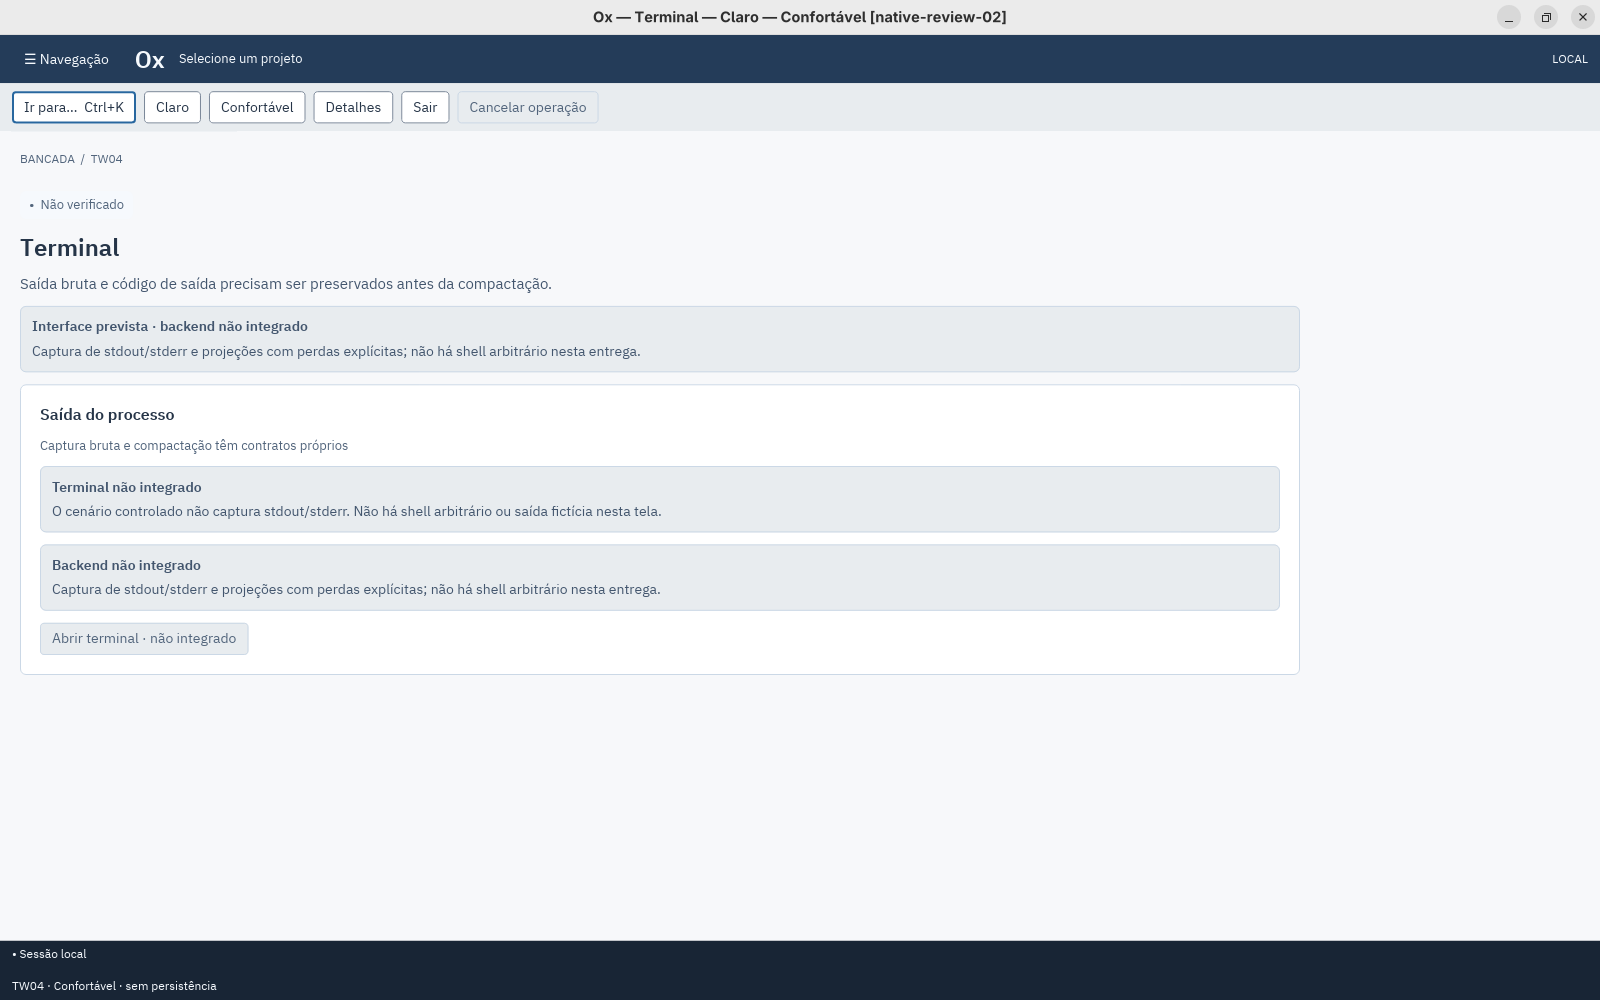 Ox — Terminal — Claro — Confortável [native-review-02]
☰ Navegação Ox Selecione um projeto LOCAL
Ir para... Ctrl+K Claro Confortável Detalhes Sair Cancelar operação
BANCADA / TW04
• Não verificado
Terminal
Saída bruta e código de saída precisam ser preservados antes da compactação.
Interface prevista · backend não integrado
Captura de stdout/stderr e projeções com perdas explícitas; não há shell arbitrário nesta entrega.
Saída do processo
Captura bruta e compactação têm contratos próprios
Terminal não integrado
O cenário controlado não captura stdout/stderr. Não há shell arbitrário ou saída fictícia nesta tela.
Backend não integrado
Captura de stdout/stderr e projeções com perdas explícitas; não há shell arbitrário nesta entrega.
Abrir terminal · não integrado
• Sessão local
TW04 · Confortável · sem persistência